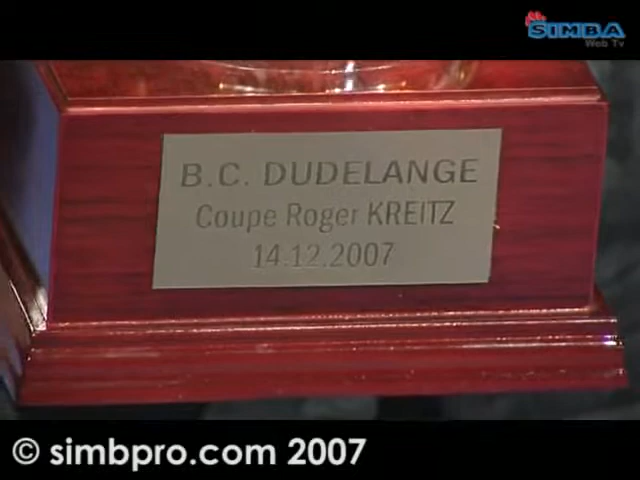 SIMBA
Web Tv
B.C. DUDELANGE
Coupe Roger KREITZ
14.12.2007
© simbpro.com 2007